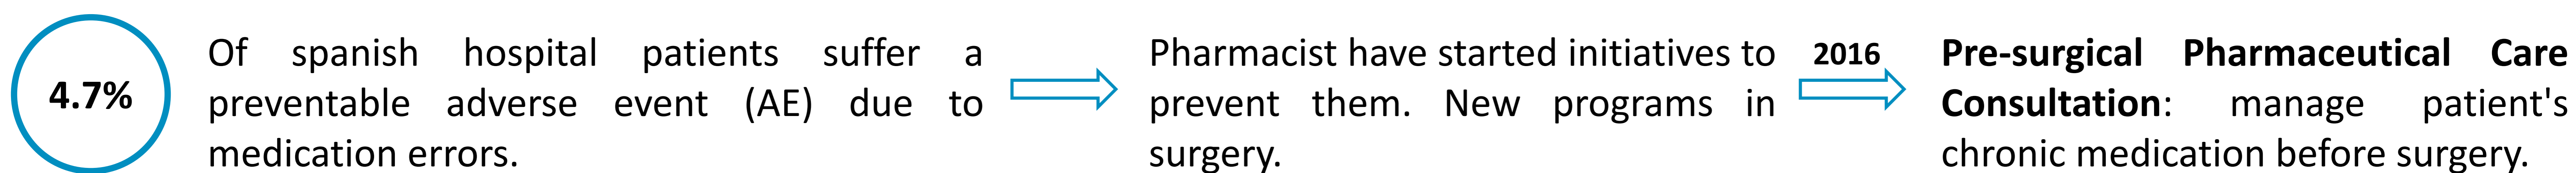 4.7%
Of spanish hospital patients suffer a
preventable adverse event (AE) due to
medication errors.
Pharmacist have started initiatives to
prevent them. New programs in
surgery.
2016
Pre-surgical Pharmaceutical Care
Consultation: manage patient's
chronic medication before surgery.